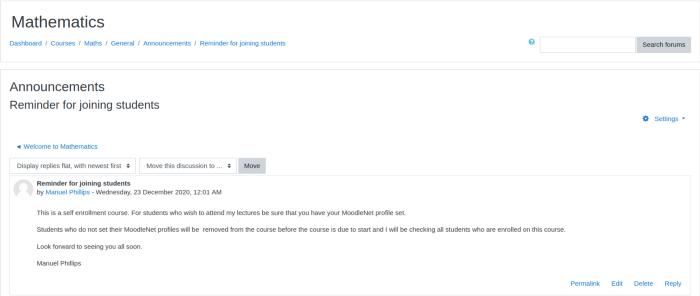 Mathematics
Dashboard / Courses / Maths / General / Announcements / Reminder for joining students
Search forums
Announcements
Reminder for joining students
Settings
◄ Welcome to Mathematics
Display replies flat, with newest first
Move this discussion to ...
Move
Reminder for joining students
by Manuel Phillips - Wednesday, 23 December 2020, 12:01 AM
This is a self enrollment course. For students who wish to attend my lectures be sure that you have your MoodleNet profile set.
Students who do not set their MoodleNet profiles will be removed from the course before the course is due to start and I will be checking all students who are enrolled on this course.
Look forward to seeing you all soon.
Manuel Phillips
Permalink Edit Delete Reply